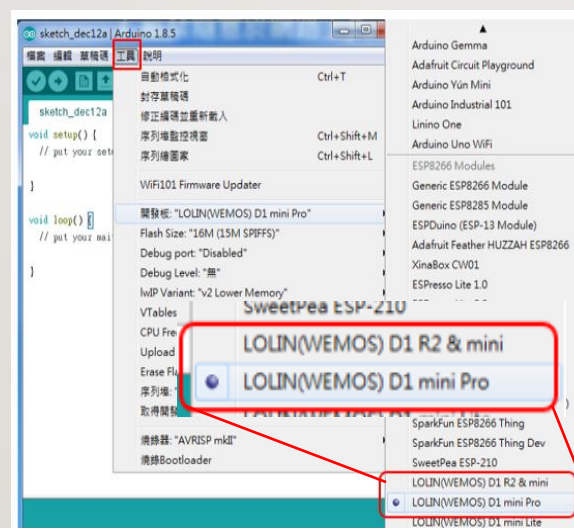 sketch_dec12a | Arduino 1.8.5
檔案 編輯 草稿碼 工具 說明
sketch_dec12a
void setup() {
// put your set
}
void loop() {
// put your mai
}
自動格式化 Ctrl+T
封存草稿碼
修正編碼並重新載入
序列埠監控視窗 Ctrl+Shift+M
序列繪圖家 Ctrl+Shift+L
WiFi101 Firmware Updater
開發板: "LOLIN(WEMOS) D1 mini Pro"
Flash Size: "16M (15M SPIFFS)"
Debug port: "Disabled"
Debug Level: "無"
lwIP Variant: "v2 Lower Memory"
VTables
CPU Fre
Upload
Erase Fla
序列埠: "
取得開發
燒錄器: "AVRISP mkII"
燒錄Bootloader
Arduino Gemma
Adafruit Circuit Playground
Arduino Yún Mini
Arduino Industrial 101
Linino One
Arduino Uno WiFi
ESP8266 Modules
Generic ESP8266 Module
Generic ESP8285 Module
ESPDuino (ESP-13 Module)
Adafruit Feather HUZZAH ESP8266
XinaBox CW01
ESPresso Lite 1.0
SweetPea ESP-210
LOLIN(WEMOS) D1 R2 & mini
LOLIN(WEMOS) D1 mini Pro
LOLIN(WEMOS) D1 mini Lite
SparkFun ESP8266 Thing
SparkFun ESP8266 Thing Dev
SweetPea ESP-210
LOLIN(WEMOS) D1 R2 & mini
LOLIN(WEMOS) D1 mini Pro
LOLIN(WEMOS) D1 mini Lite